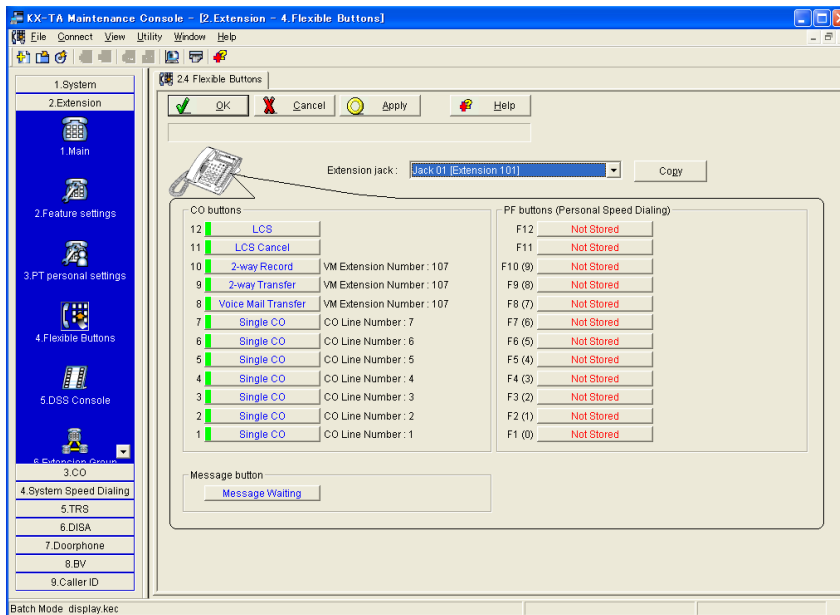 KX-TA Maintenance Console - [2.Extension - 4.Flexible Buttons]
File Connect View Utility Window Help
2.4 Flexible Buttons
1.System
2.Extension
1.Main
2.Feature settings
3.PT personal settings
4.Flexible Buttons
5.DSS Console
6.Extension Group
3.CO
4.System Speed Dialing
5.TRS
6.DISA
7.Doorphone
8.BV
9.Caller ID
OK Cancel Apply Help
Extension jack : Jack 01 [Extension 101] Copy
CO buttons
12 LCS
11 LCS Cancel
10 2-way Record VM Extension Number : 107
9 2-way Transfer VM Extension Number : 107
8 Voice Mail Transfer VM Extension Number : 107
7 Single CO CO Line Number : 7
6 Single CO CO Line Number : 6
5 Single CO CO Line Number : 5
4 Single CO CO Line Number : 4
3 Single CO CO Line Number : 3
2 Single CO CO Line Number : 2
1 Single CO CO Line Number : 1
PF buttons (Personal Speed Dialing)
F12 Not Stored
F11 Not Stored
F10 (9) Not Stored
F9 (8) Not Stored
F8 (7) Not Stored
F7 (6) Not Stored
F6 (5) Not Stored
F5 (4) Not Stored
F4 (3) Not Stored
F3 (2) Not Stored
F2 (1) Not Stored
F1 (0) Not Stored
Message button
Message Waiting
Batch Mode display.kec